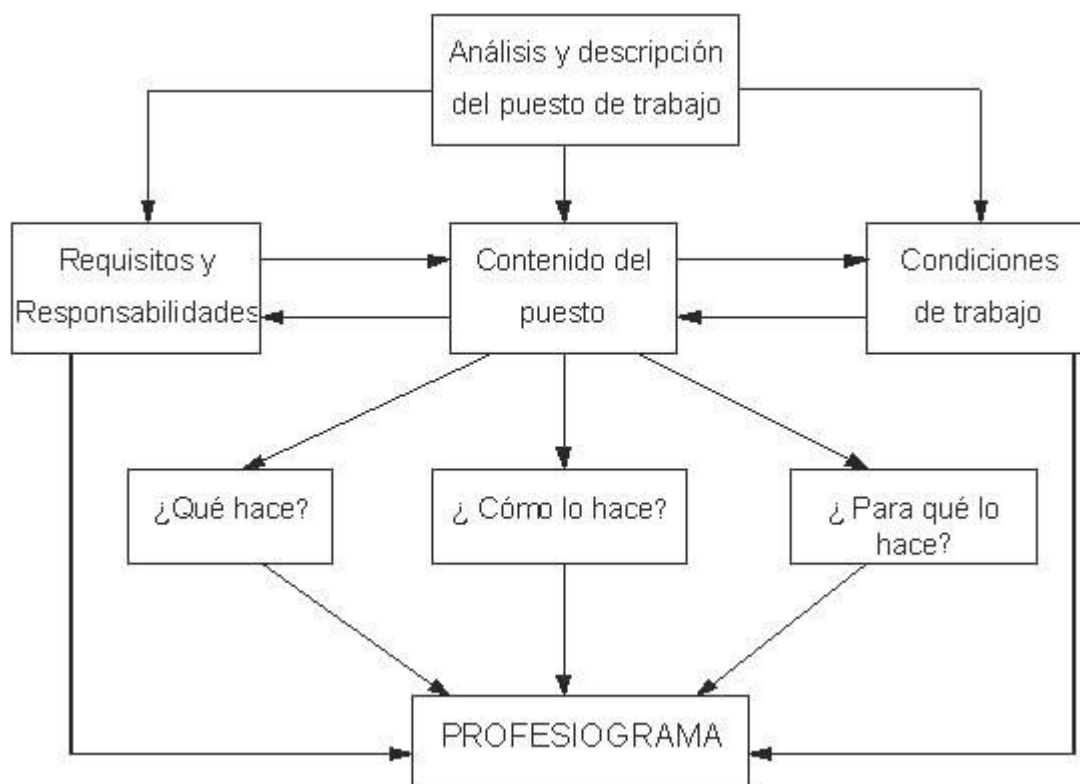 Análisis y descripción
del puesto de trabajo
Requisitos y
Responsabilidades
Contenido del
puesto
Condiciones
de trabajo
¿Qué hace?
¿ Cómo lo hace?
¿ Para qué lo
hace?
PROFESIOGRAMA